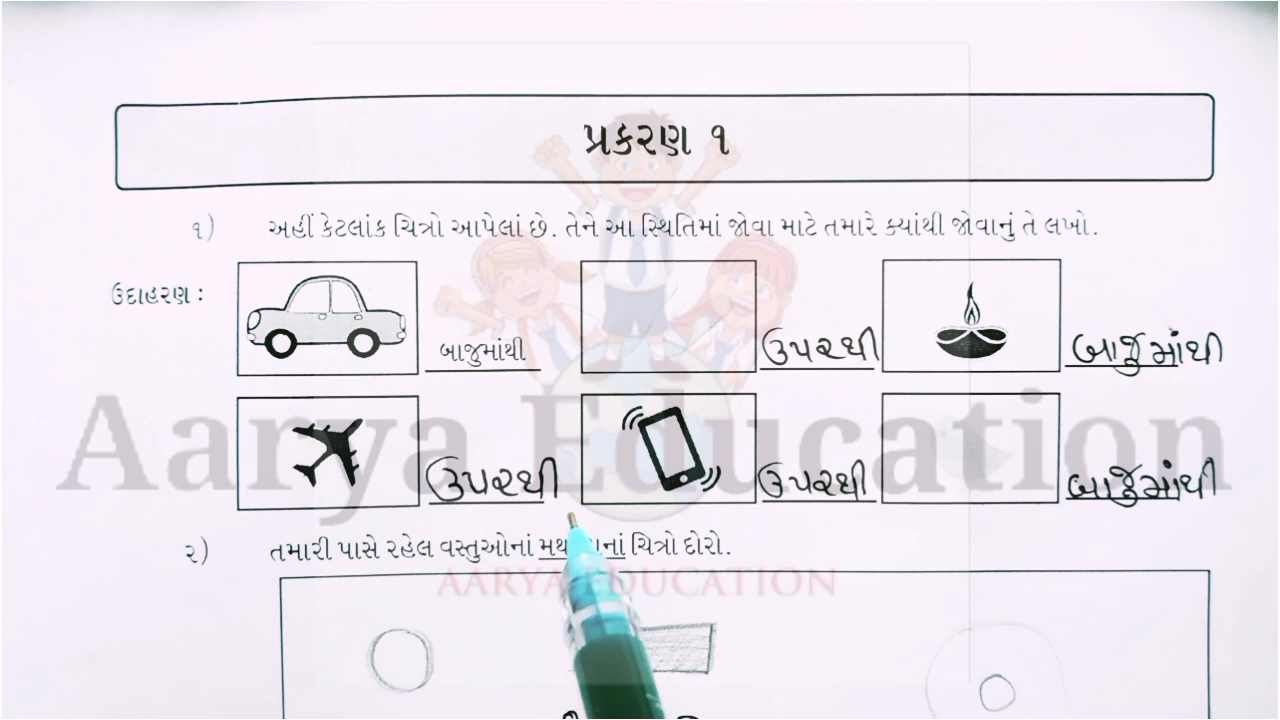 પ્રકરણ ૧
૧) અહીં કેટલાંક ચિત્રો આપેલાં છે. તેને આ સ્થિતિમાં જોવા માટે તમારે ક્યાંથી જોવાનું તે લખો.
ઉદાહરણ :
બાજુમાંથી ઉપરથી બાજુમાંથી
Aarya Education
ઉપરથી ઉપરથી બાજુમાંથી
૨) તમારી પાસે રહેલ વસ્તુઓનાં ચિત્રો દોરો.
AARYA EDUCATION